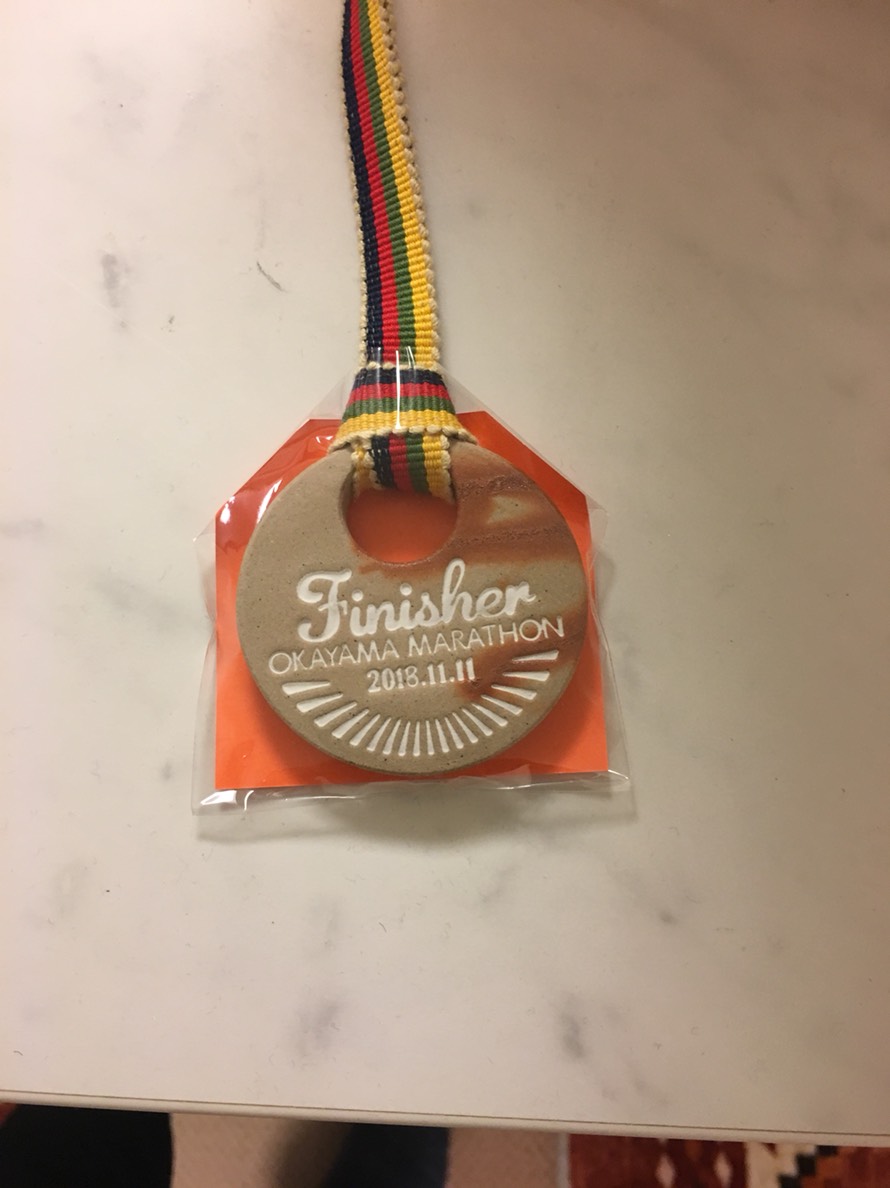 Finisher
OKAYAMA MARATHON
2018.11.11